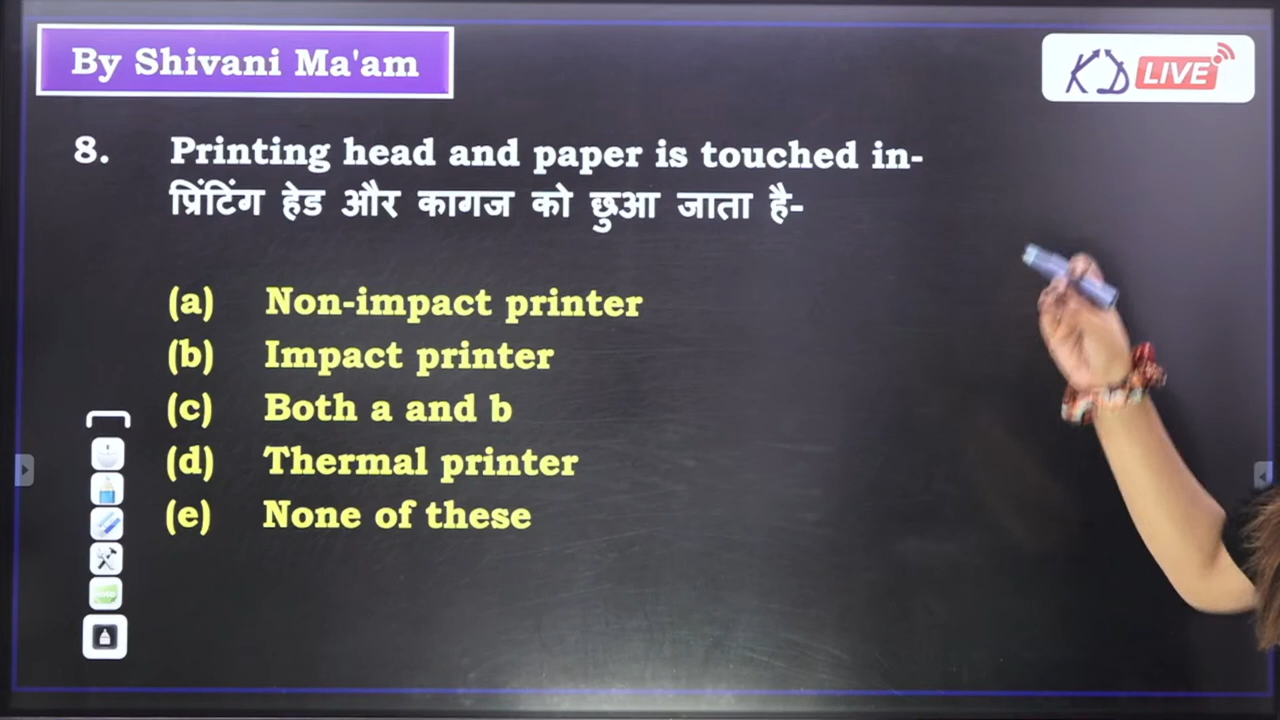 By Shivani Ma'am
KD LIVE
8. Printing head and paper is touched in-
प्रिंटिंग हेड और कागज को छुआ जाता है-
(a) Non-impact printer
(b) Impact printer
(c) Both a and b
(d) Thermal printer
(e) None of these